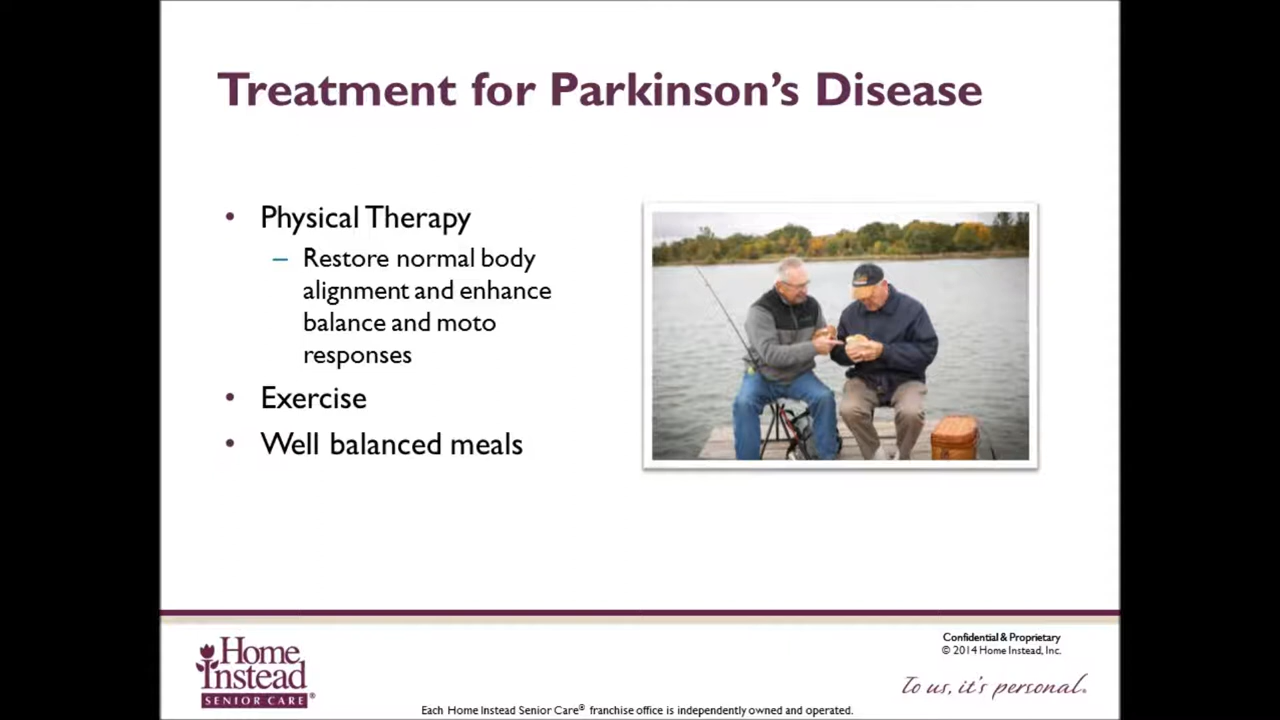 Treatment for Parkinson's Disease
• Physical Therapy
– Restore normal body
alignment and enhance
balance and moto
responses
• Exercise
• Well balanced meals
Home
Instead
SENIOR CARE®
Confidential & Proprietary
© 2014 Home Instead, Inc.
To us, it's personal.
Each Home Instead Senior Care® franchise office is independently owned and operated.